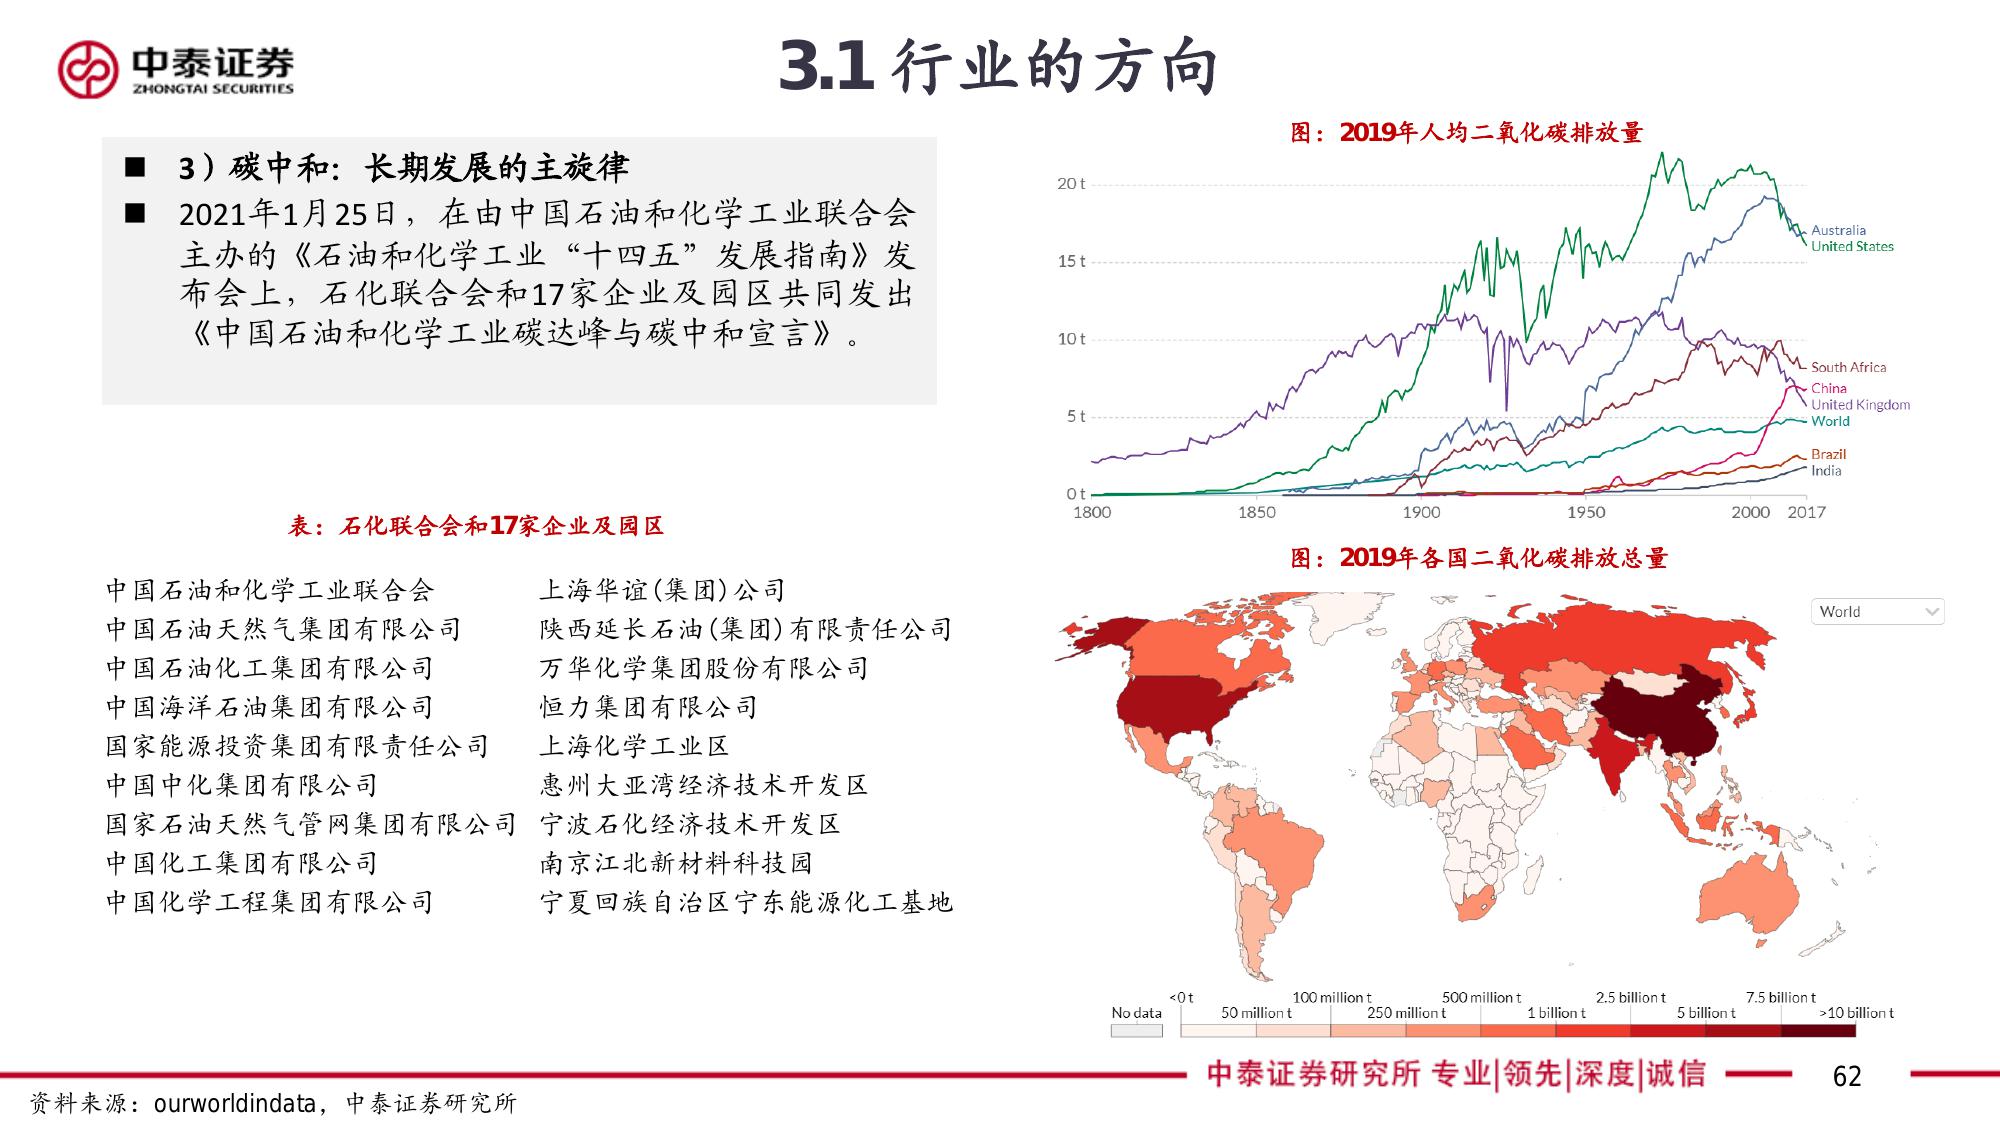 中泰证券
ZHONGTAI SECURITIES
3.1 行业的方向
■ 3）碳中和：长期发展的主旋律
■ 2021年1月25日，在由中国石油和化学工业联合会
主办的《石油和化学工业“十四五”发展指南》发
布会上，石化联合会和17家企业及园区共同发出
《中国石油和化学工业碳达峰与碳中和宣言》。
表：石化联合会和17家企业及园区
中国石油和化学工业联合会 上海华谊(集团)公司
中国石油天然气集团有限公司 陕西延长石油(集团)有限责任公司
中国石油化工集团有限公司 万华化学集团股份有限公司
中国海洋石油集团有限公司 恒力集团有限公司
国家能源投资集团有限责任公司 上海化学工业区
中国中化集团有限公司 惠州大亚湾经济技术开发区
国家石油天然气管网集团有限公司 宁波石化经济技术开发区
中国化工集团有限公司 南京江北新材料科技园
中国化学工程集团有限公司 宁夏回族自治区宁东能源化工基地
图：2019年人均二氧化碳排放量
20 t
15 t
10 t
5 t
0 t
1800 1850 1900 1950 2000 2017
Australia
United States
South Africa
China
United Kingdom
World
Brazil
India
图：2019年各国二氧化碳排放总量
World
<0 t 100 million t 500 million t 2.5 billion t 7.5 billion t
No data 50 million t 250 million t 1 billion t 5 billion t >10 billion t
中泰证券研究所 专业|领先|深度|诚信
62
资料来源：ourworldindata，中泰证券研究所